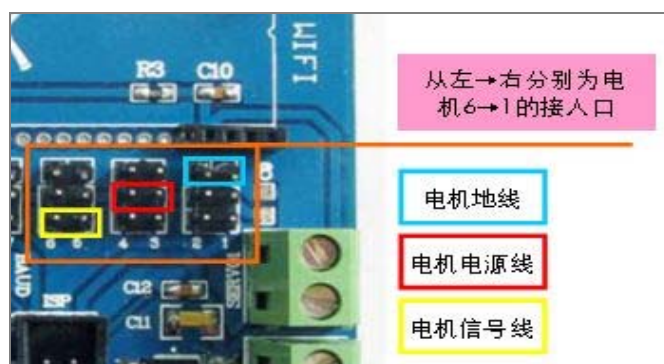 WIFI
R3 C10
从左→右分别为电
机6→1的接入口
电机地线
6 5 4 3 2 1
电机电源线
BAUD
ISP
C12
C11
电机信号线